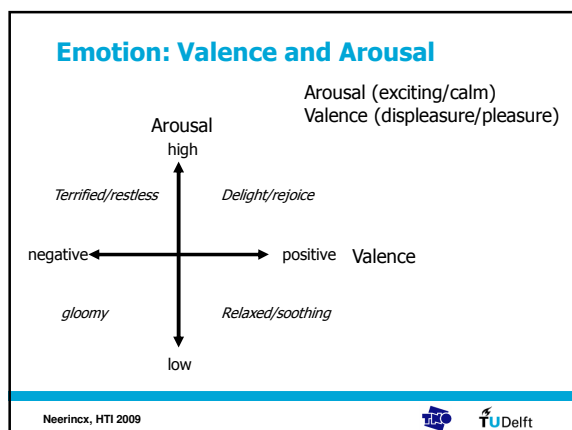 Emotion: Valence and Arousal
Arousal (exciting/calm)
Valence (displeasure/pleasure)
Arousal
high
Terrified/restless Delight/rejoice
negative positive Valence
gloomy Relaxed/soothing
low
Neerincx, HTI 2009 TNO TUDelft